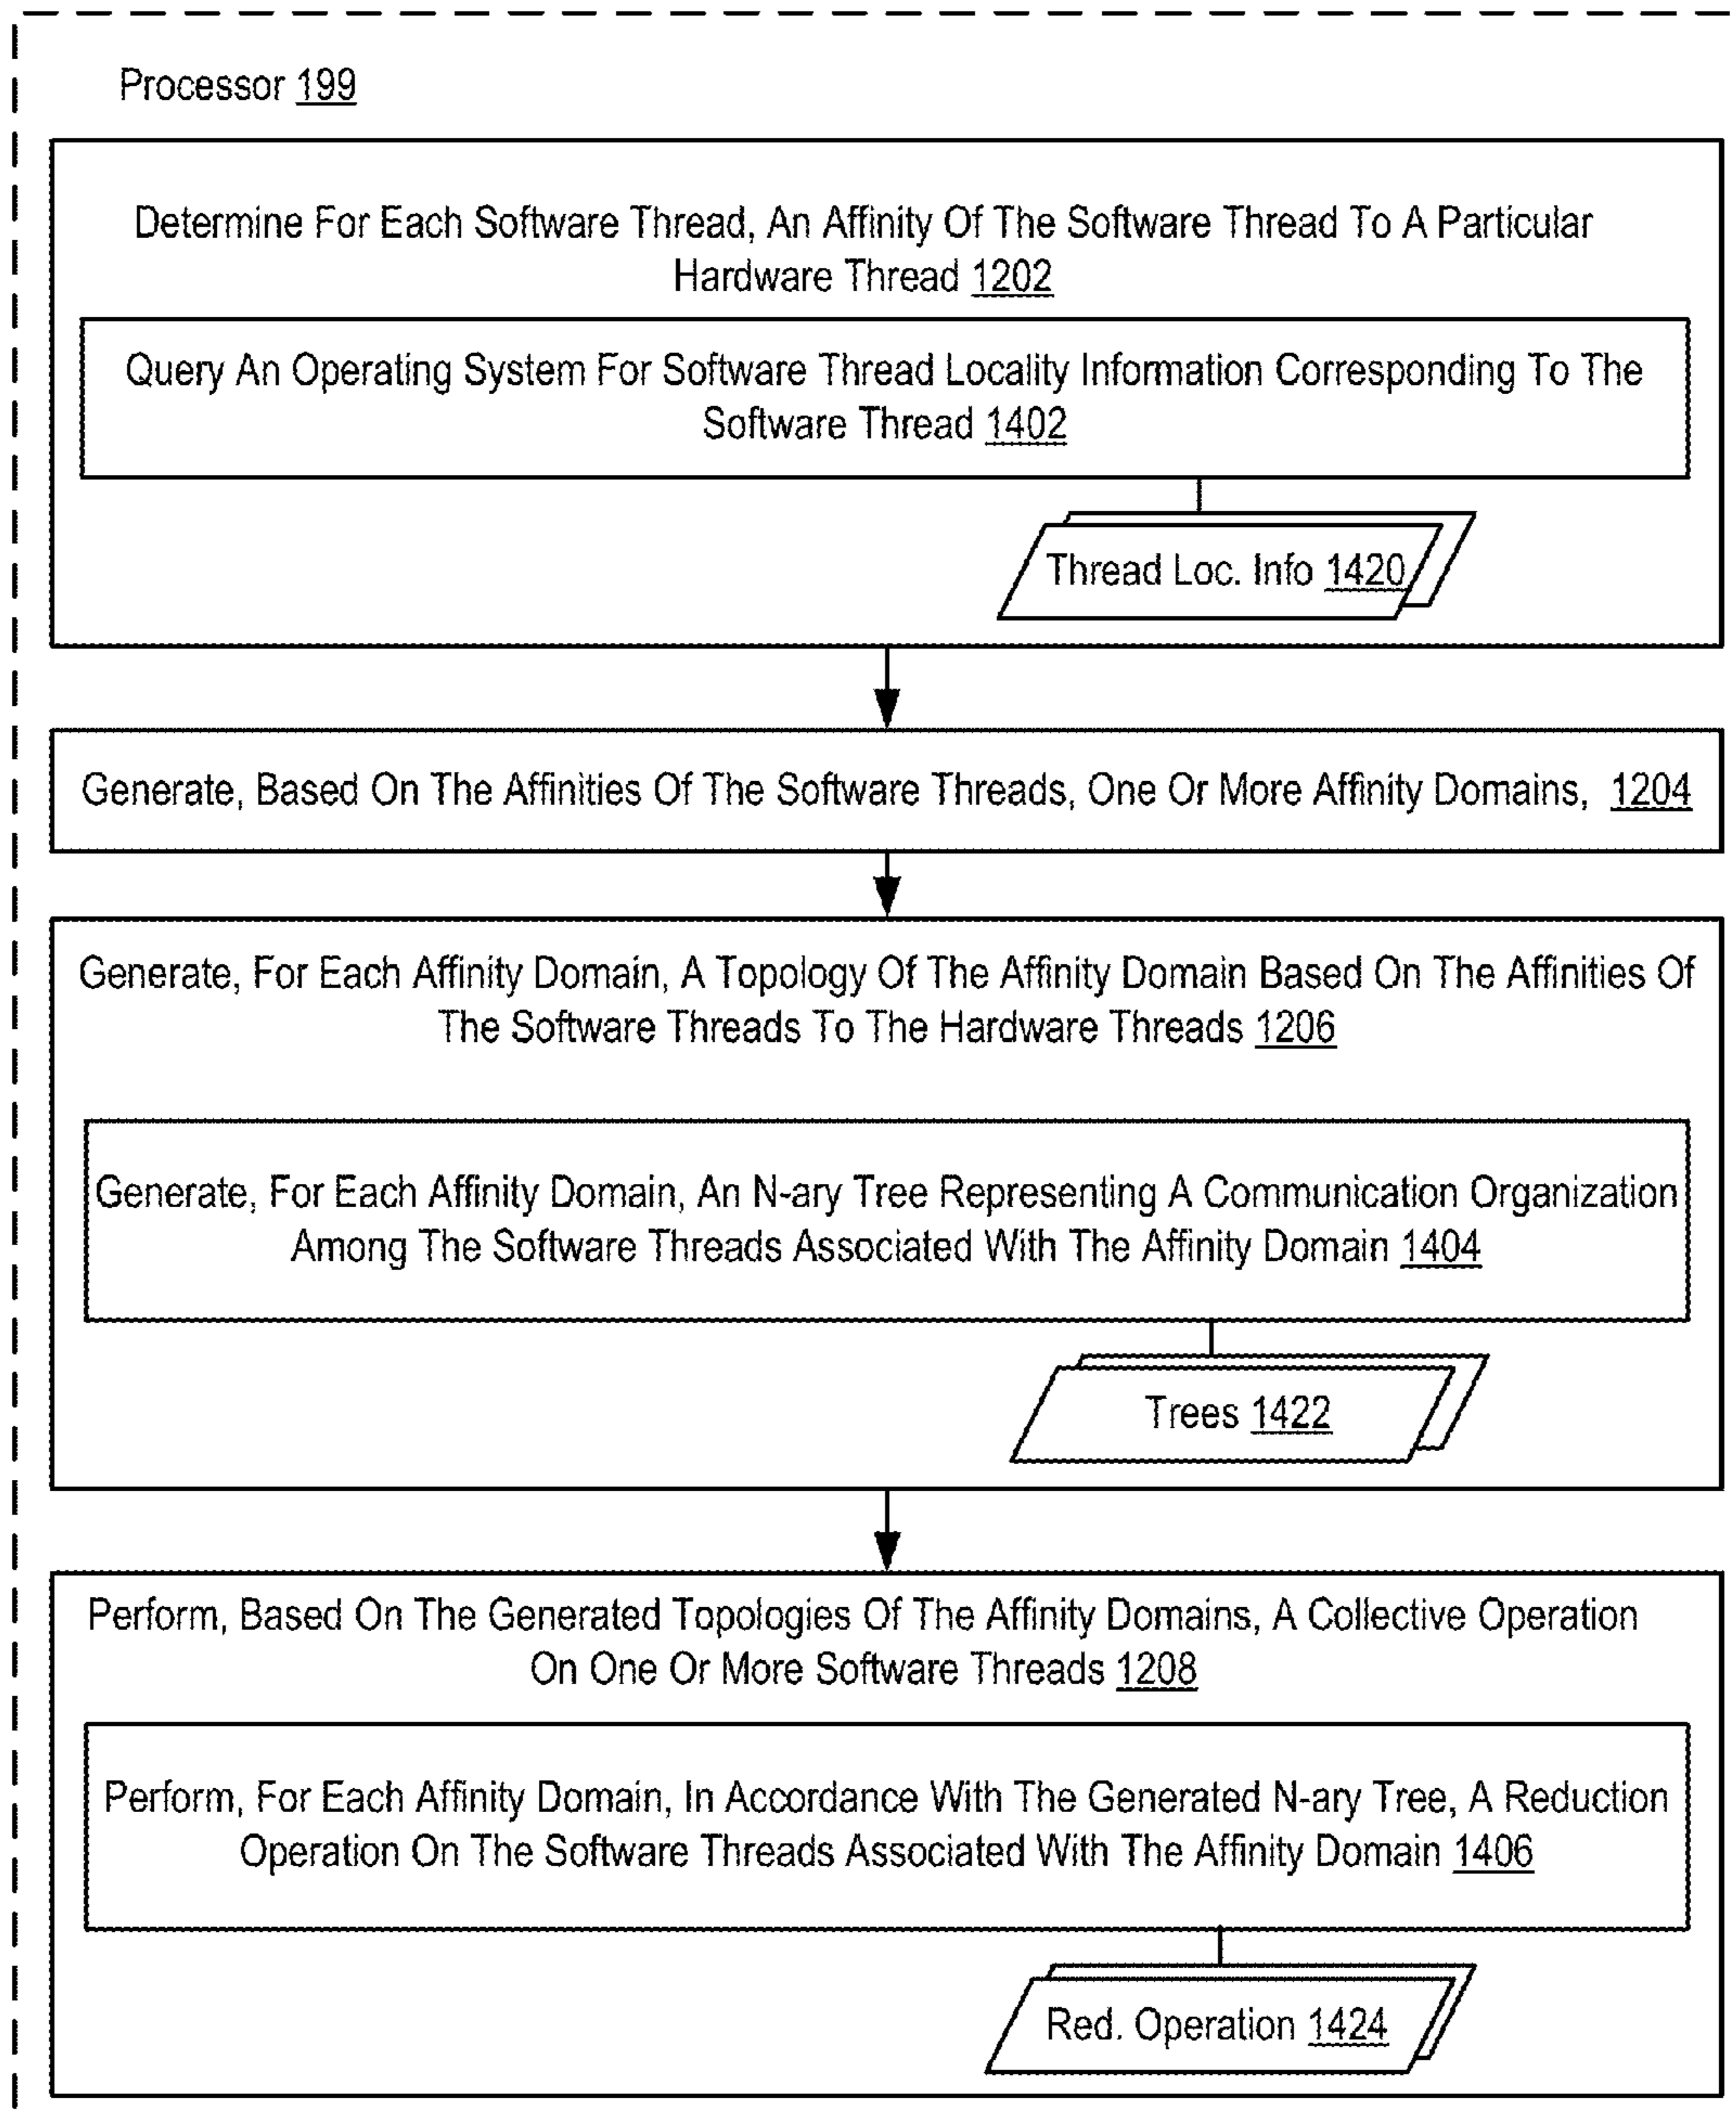 Processor 199
Determine For Each Software Thread, An Affinity Of The Software Thread To A Particular
Hardware Thread 1202
Query An Operating System For Software Thread Locality Information Corresponding To The
Software Thread 1402
Thread Loc. Info 1420
Generate, Based On The Affinities Of The Software Threads, One Or More Affinity Domains, 1204
Generate, For Each Affinity Domain, A Topology Of The Affinity Domain Based On The Affinities Of
The Software Threads To The Hardware Threads 1206
Generate, For Each Affinity Domain, An N-ary Tree Representing A Communication Organization
Among The Software Threads Associated With The Affinity Domain 1404
Trees 1422
Perform, Based On The Generated Topologies Of The Affinity Domains, A Collective Operation
On One Or More Software Threads 1208
Perform, For Each Affinity Domain, In Accordance With The Generated N-ary Tree, A Reduction
Operation On The Software Threads Associated With The Affinity Domain 1406
Red. Operation 1424